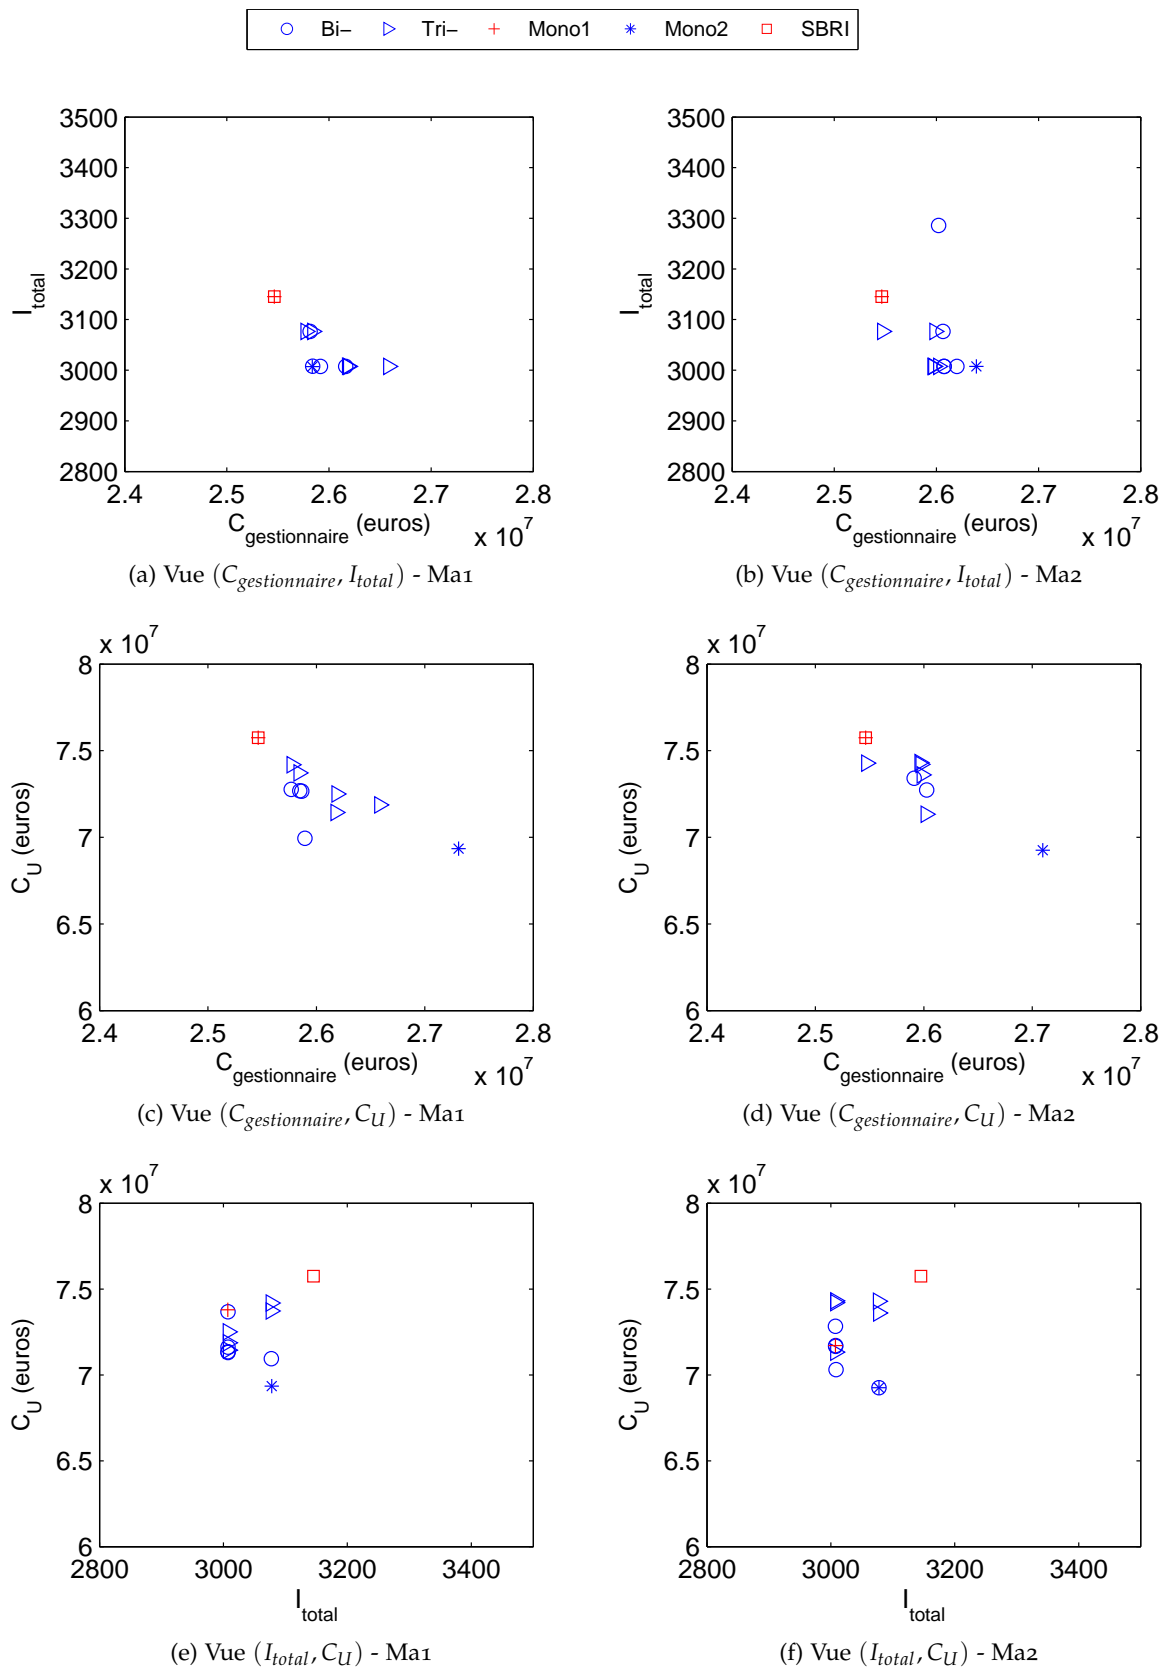 Bi− Tri− Mono1 Mono2 SBRI
3500
3400
3300
3200
3100
3000
2900
2800
I_total
2.4 2.5 2.6 2.7 2.8
C_gestionnaire (euros)
x 10^7
(a) Vue (C_gestionnaire, I_total) - Ma1
3500
3400
3300
3200
3100
3000
2900
2800
I_total
2.4 2.5 2.6 2.7 2.8
C_gestionnaire (euros)
x 10^7
(b) Vue (C_gestionnaire, I_total) - Ma2
x 10^7
8
7.5
7
6.5
6
C_U (euros)
2.4 2.5 2.6 2.7 2.8
C_gestionnaire (euros)
x 10^7
(c) Vue (C_gestionnaire, C_U) - Ma1
x 10^7
8
7.5
7
6.5
6
C_U (euros)
2.4 2.5 2.6 2.7 2.8
C_gestionnaire (euros)
x 10^7
(d) Vue (C_gestionnaire, C_U) - Ma2
x 10^7
8
7.5
7
6.5
6
C_U (euros)
2800 3000 3200 3400
I_total
(e) Vue (I_total, C_U) - Ma1
x 10^7
8
7.5
7
6.5
6
C_U (euros)
2800 3000 3200 3400
I_total
(f) Vue (I_total, C_U) - Ma2